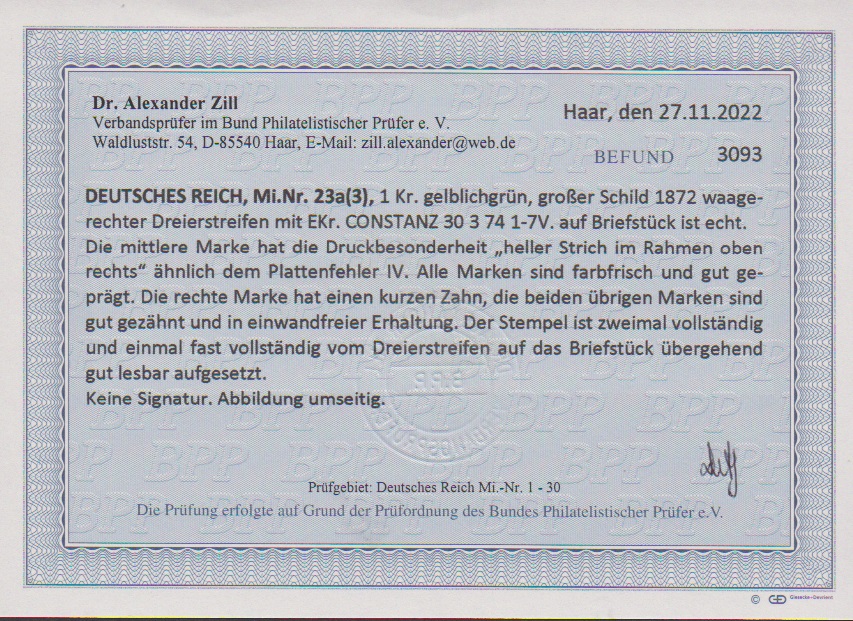 Dr. Alexander Zill
Verbandsprüfer im Bund Philatelistischer Prüfer e. V.
Waldluststr. 54, D-85540 Haar, E-Mail: zill.alexander@web.de
Haar, den 27.11.2022
BEFUND 3093
DEUTSCHES REICH, Mi.Nr. 23a(3), 1 Kr. gelblichgrün, großer Schild 1872 waage-
rechter Dreierstreifen mit EKr. CONSTANZ 30 3 74 1-7V. auf Briefstück ist echt.
Die mittlere Marke hat die Druckbesonderheit „heller Strich im Rahmen oben
rechts“ ähnlich dem Plattenfehler IV. Alle Marken sind farbfrisch und gut ge-
prägt. Die rechte Marke hat einen kurzen Zahn, die beiden übrigen Marken sind
gut gezähnt und in einwandfreier Erhaltung. Der Stempel ist zweimal vollständig
und einmal fast vollständig vom Dreierstreifen auf das Briefstück übergehend
gut lesbar aufgesetzt.
Keine Signatur. Abbildung umseitig.
Prüfgebiet: Deutsches Reich Mi.-Nr. 1 - 30
Die Prüfung erfolgte auf Grund der Prüfordnung des Bundes Philatelistischer Prüfer e.V.
© Giesecke+Devrient